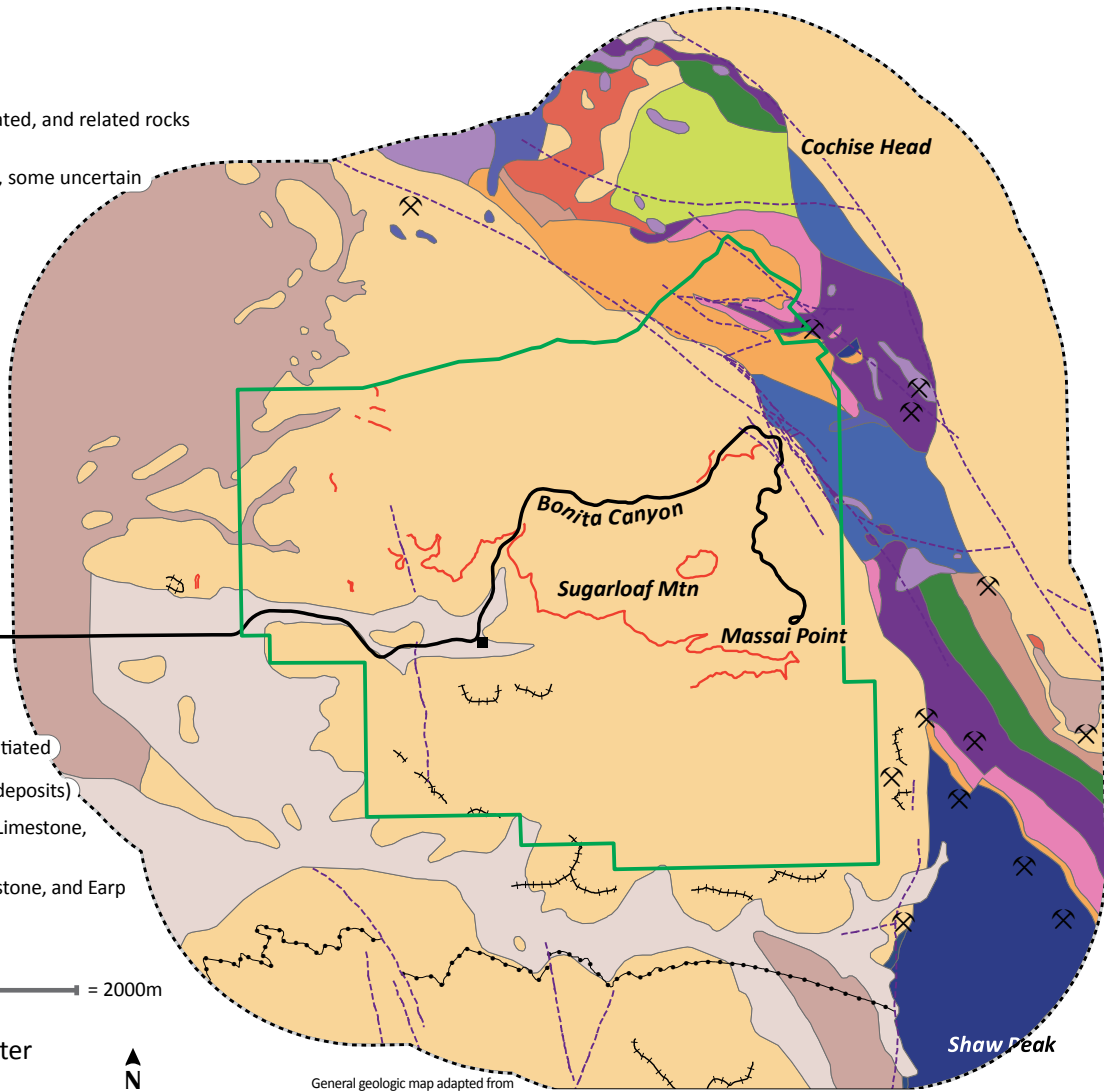 ated, and related rocks
, some uncertain
Cochise Head
Bonita Canyon
Sugarloaf Mtn
Massai Point
tiated
deposits)
Limestone,
stone, and Earp
= 2000m
Shaw Peak
ter
N
General geologic map adapted from